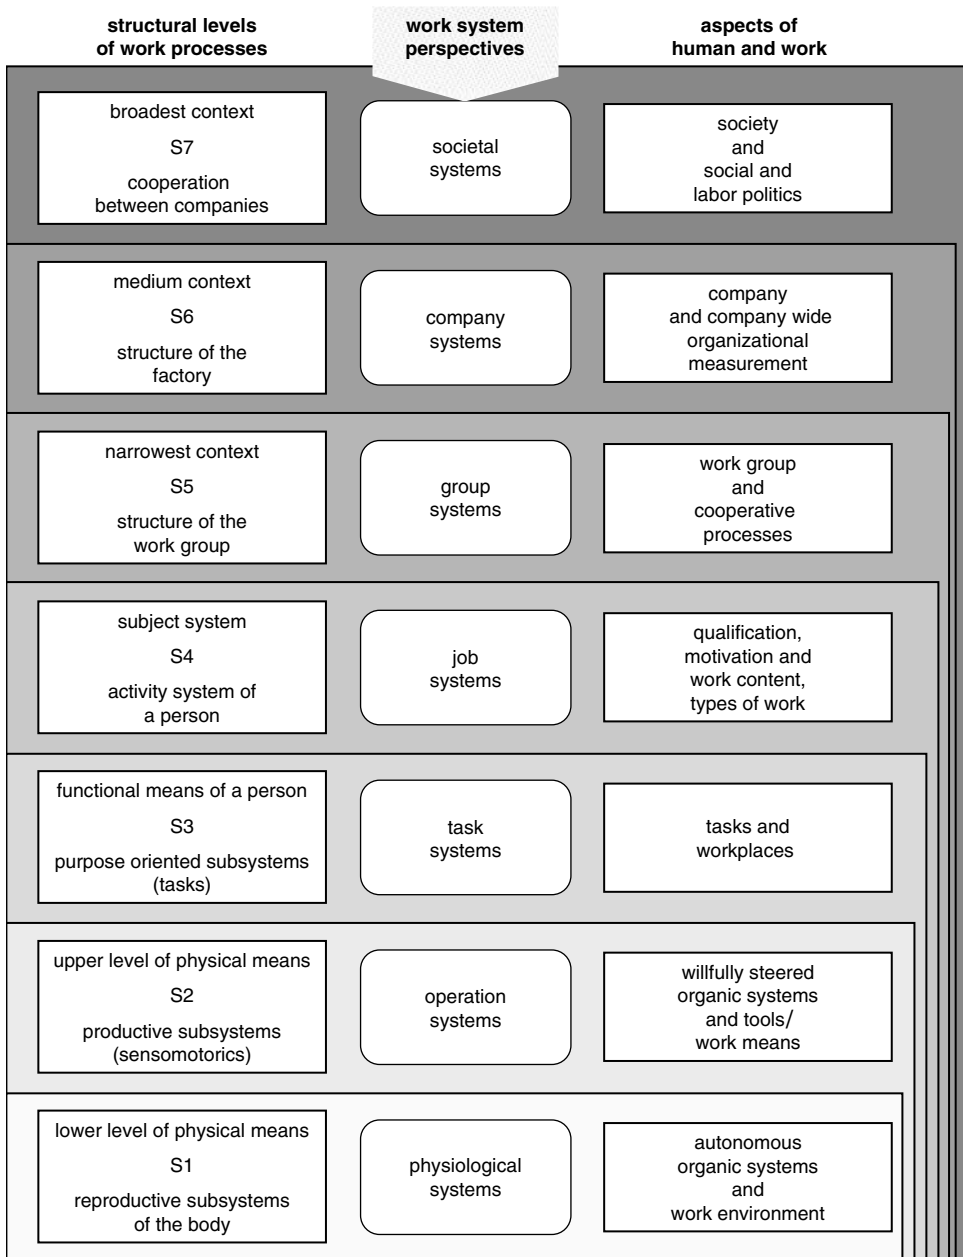 structural levels
of work processes
work system
perspectives
aspects of
human and work
broadest context
S7
cooperation
between companies
societal
systems
society
and
social and
labor politics
medium context
S6
structure of the
factory
company
systems
company
and company wide
organizational
measurement
narrowest context
S5
structure of the
work group
group
systems
work group
and
cooperative
processes
subject system
S4
activity system of
a person
job
systems
qualification,
motivation and
work content,
types of work
functional means of a person
S3
purpose oriented subsystems
(tasks)
task
systems
tasks and
workplaces
upper level of physical means
S2
productive subsystems
(sensomotorics)
operation
systems
willfully steered
organic systems
and tools/
work means
lower level of physical means
S1
reproductive subsystems
of the body
physiological
systems
autonomous
organic systems
and
work environment